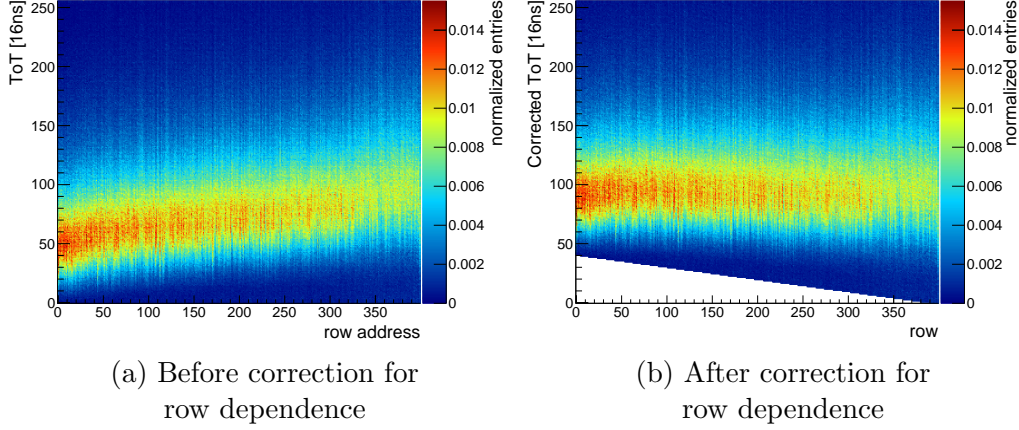 ToT [16ns]
250
200
150
100
50
0
0 50 100 150 200 250 300 350
row address
0.014
0.012
0.01
0.008
0.006
0.004
0.002
0
normalized entries
(a) Before correction for
row dependence
Corrected ToT [16ns]
250
200
150
100
50
0
0 50 100 150 200 250 300 350
row
0.014
0.012
0.01
0.008
0.006
0.004
0.002
0
normalized entries
(b) After correction for
row dependence